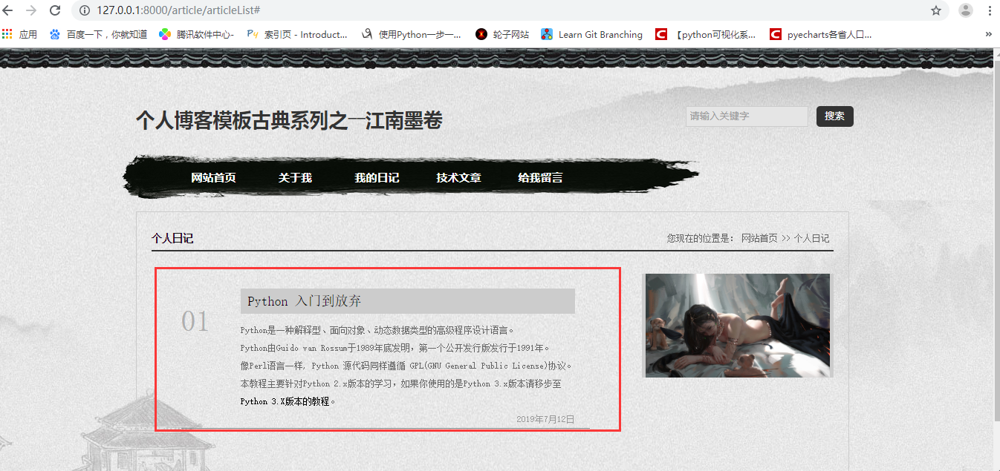 127.0.0.1:8000/article/articleList#
应用 百度一下，你就知道 腾讯软件中心- 索引页 - Introduct... 使用Python一步一... 轮子网站 Learn Git Branching 【python可视化系... pyecharts各省人口... »
个人博客模板古典系列之——江南墨卷
请输入关键字 搜索
网站首页 关于我 我的日记 技术文章 给我留言
个人日记 您现在的位置是： 网站首页 >> 个人日记
01
Python 入门到放弃
Python是一种解释型、面向对象、动态数据类型的高级程序设计语言。
Python由Guido van Rossum于1989年底发明，第一个公开发行版发行于1991年。
像Perl语言一样, Python 源代码同样遵循 GPL(GNU General Public License)协议。
本教程主要针对Python 2.x版本的学习，如果你使用的是Python 3.x版本请移步至
Python 3.X版本的教程。
2019年7月12日